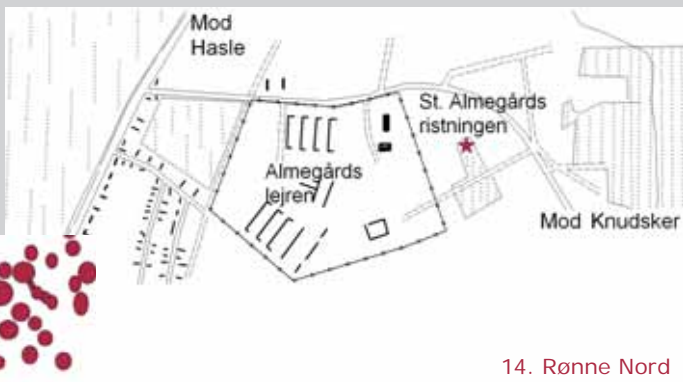 Mod
Hasle
St. Almegårds
ristningen
Almegårds
lejren
Mod Knudsker
14. Rønne Nord